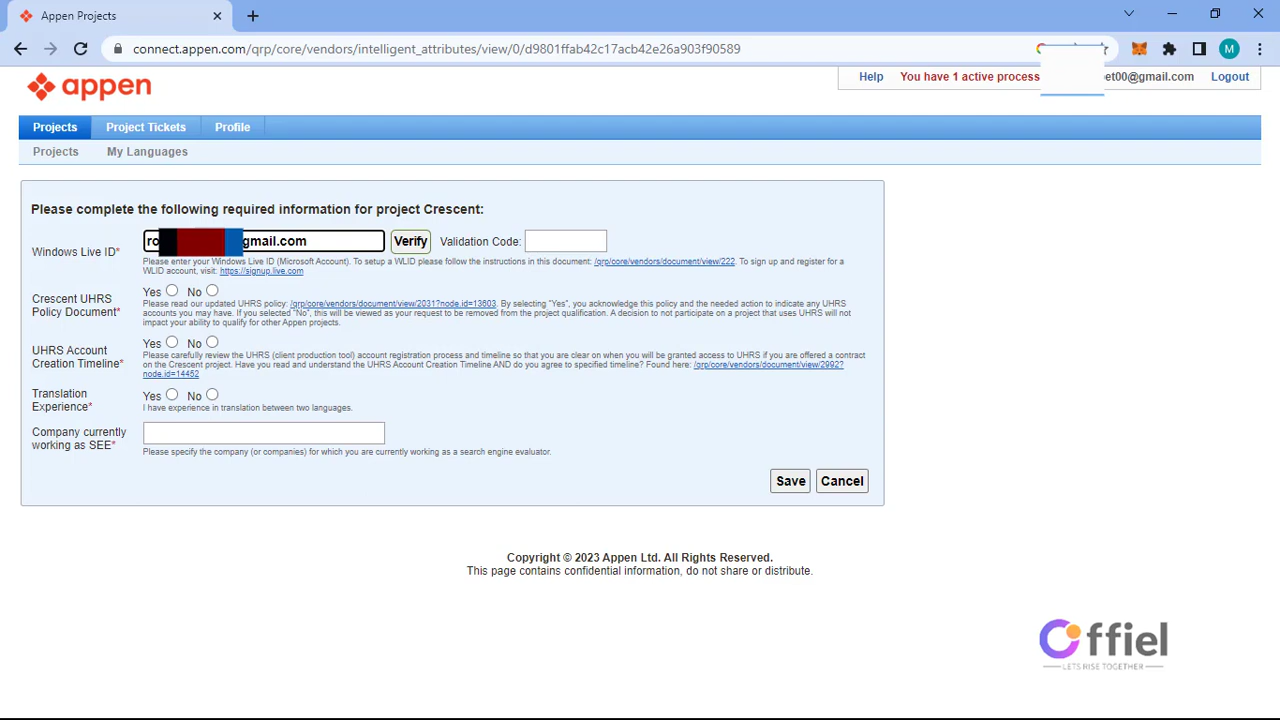 Appen Projects
connect.appen.com/qrp/core/vendors/intelligent_attributes/view/0/d9801ffab42c17acb42e26a903f90589
M
appen
Help You have 1 active process et00@gmail.com Logout
Projects Project Tickets Profile
Projects My Languages
Please complete the following required information for project Crescent:
Windows Live ID* ro gmail.com Verify Validation Code:
Please enter your Windows Live ID (Microsoft Account). To setup a WLID please follow the instructions in this document: /qrp/core/vendors/document/view/222. To sign up and register for a
WLID account, visit: https://signup.live.com
Crescent UHRS
Policy Document*
Yes No
Please read our updated UHRS policy: /qrp/core/vendors/document/view/2031?node.id=13603. By selecting "Yes", you acknowledge this policy and the needed action to indicate any UHRS
accounts you may have. If you selected "No", this will be viewed as your request to be removed from the project qualification. A decision to not participate on a project that uses UHRS will not
impact your ability to qualify for other Appen projects.
UHRS Account
Creation Timeline*
Yes No
Please carefully review the UHRS (client production tool) account registration process and timeline so that you are clear on when you will be granted access to UHRS if you are offered a contract
on the Crescent project. Have you read and understand the UHRS Account Creation Timeline AND do you agree to specified timeline? Found here: /qrp/core/vendors/document/view/2992?
node.id=14452
Translation
Experience*
Yes No
I have experience in translation between two languages.
Company currently
working as SEE*
Please specify the company (or companies) for which you are currently working as a search engine evaluator.
Save Cancel
Copyright © 2023 Appen Ltd. All Rights Reserved.
This page contains confidential information, do not share or distribute.
Offiel
LETS RISE TOGETHER